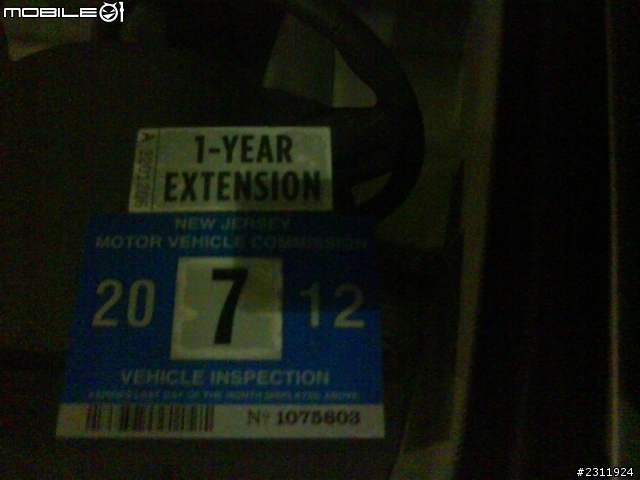 MOBILE01
1-YEAR
EXTENSION
NEW JERSEY
MOTOR VEHICLE COMMISSION
20 7 12
VEHICLE INSPECTION
EXPIRES LAST DAY OF THE MONTH DISPLAYED ABOVE
Nº 1075603
#2311924